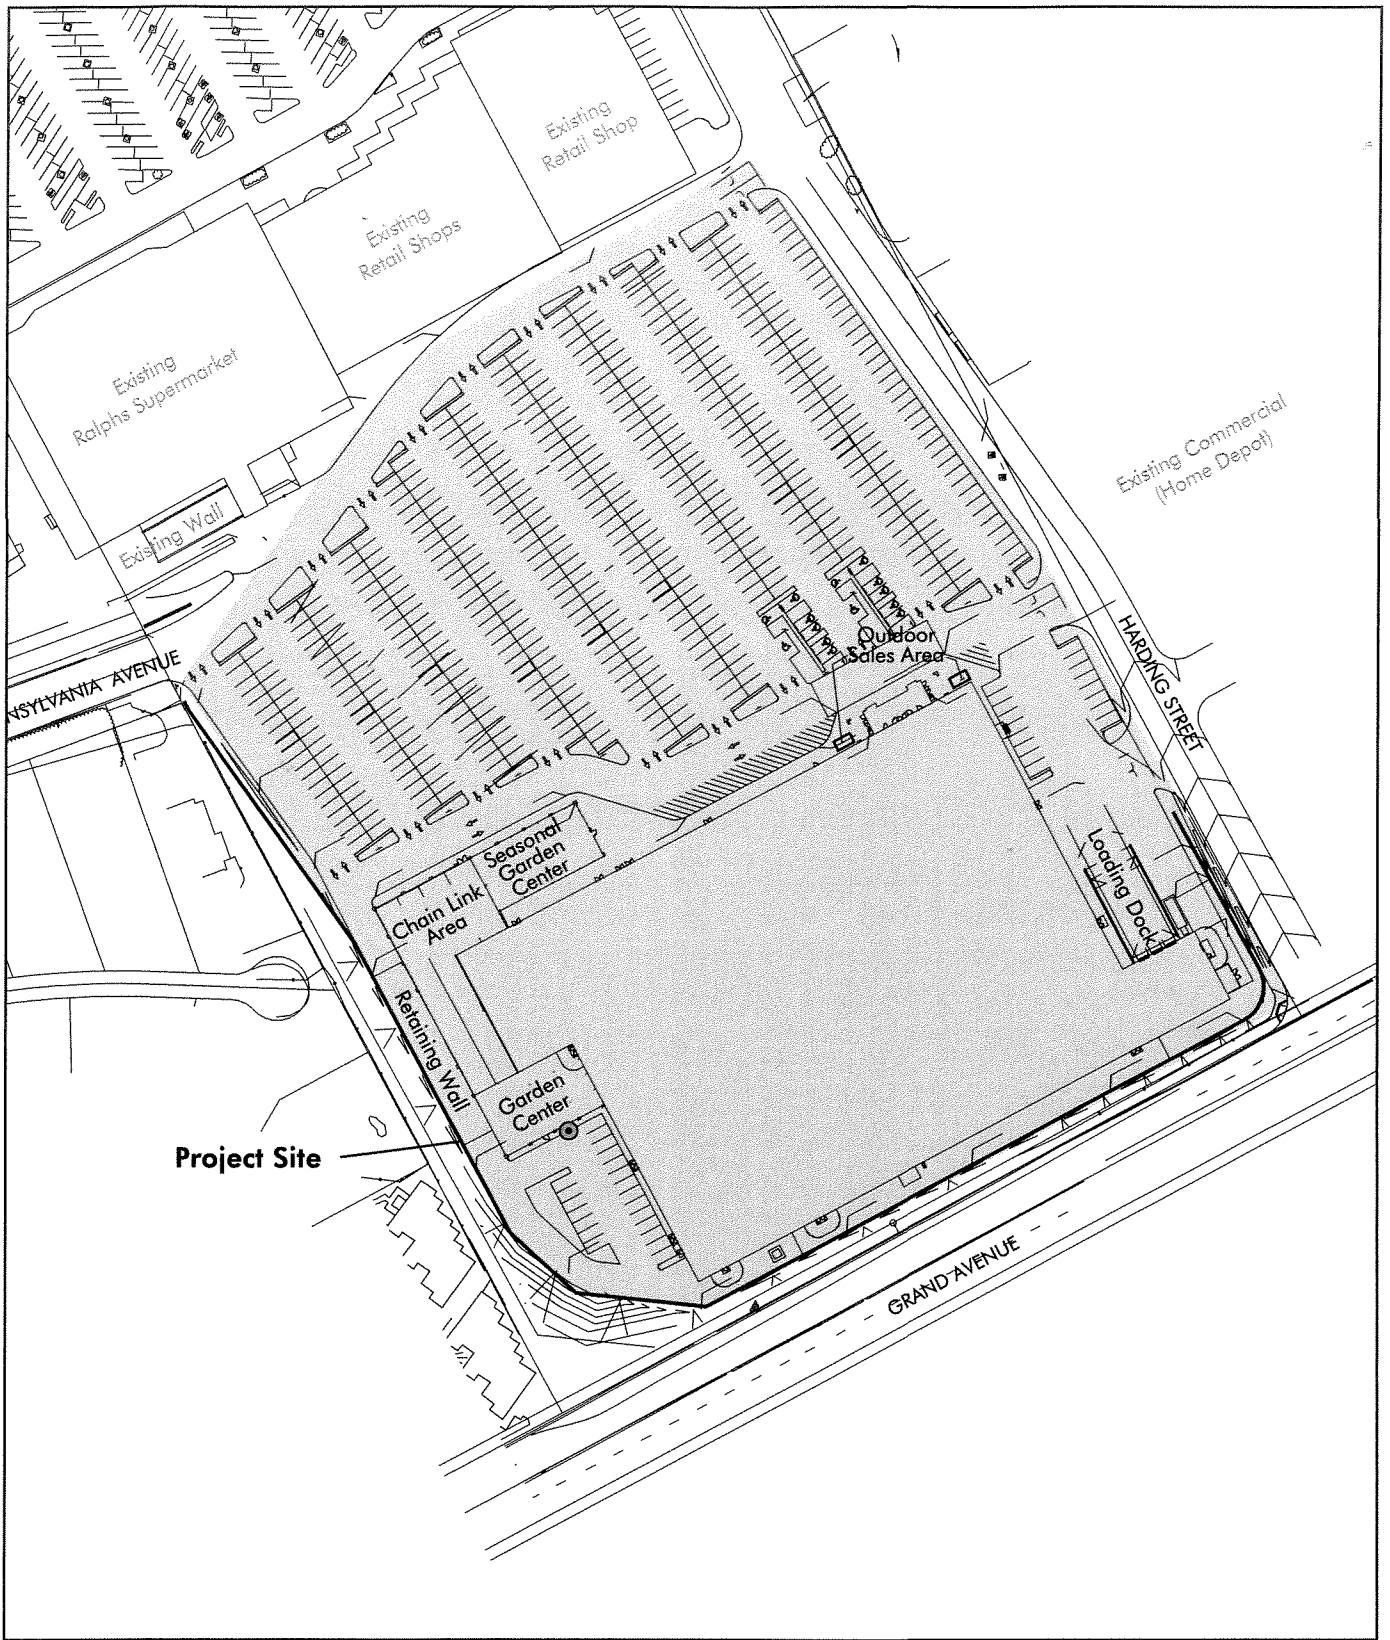 Existing
Retail Shop
Existing
Retail Shops
Existing
Ralphs Supermarket
Existing Commercial
(Home Depot)
Existing Wall
NSYLVANIA AVENUE
HARDING STREET
Outdoor
Sales Area
Seasonal
Garden
Center
Chain Link
Area
Loading Dock
Retaining Wall
Garden
Center
Project Site
GRAND AVENUE